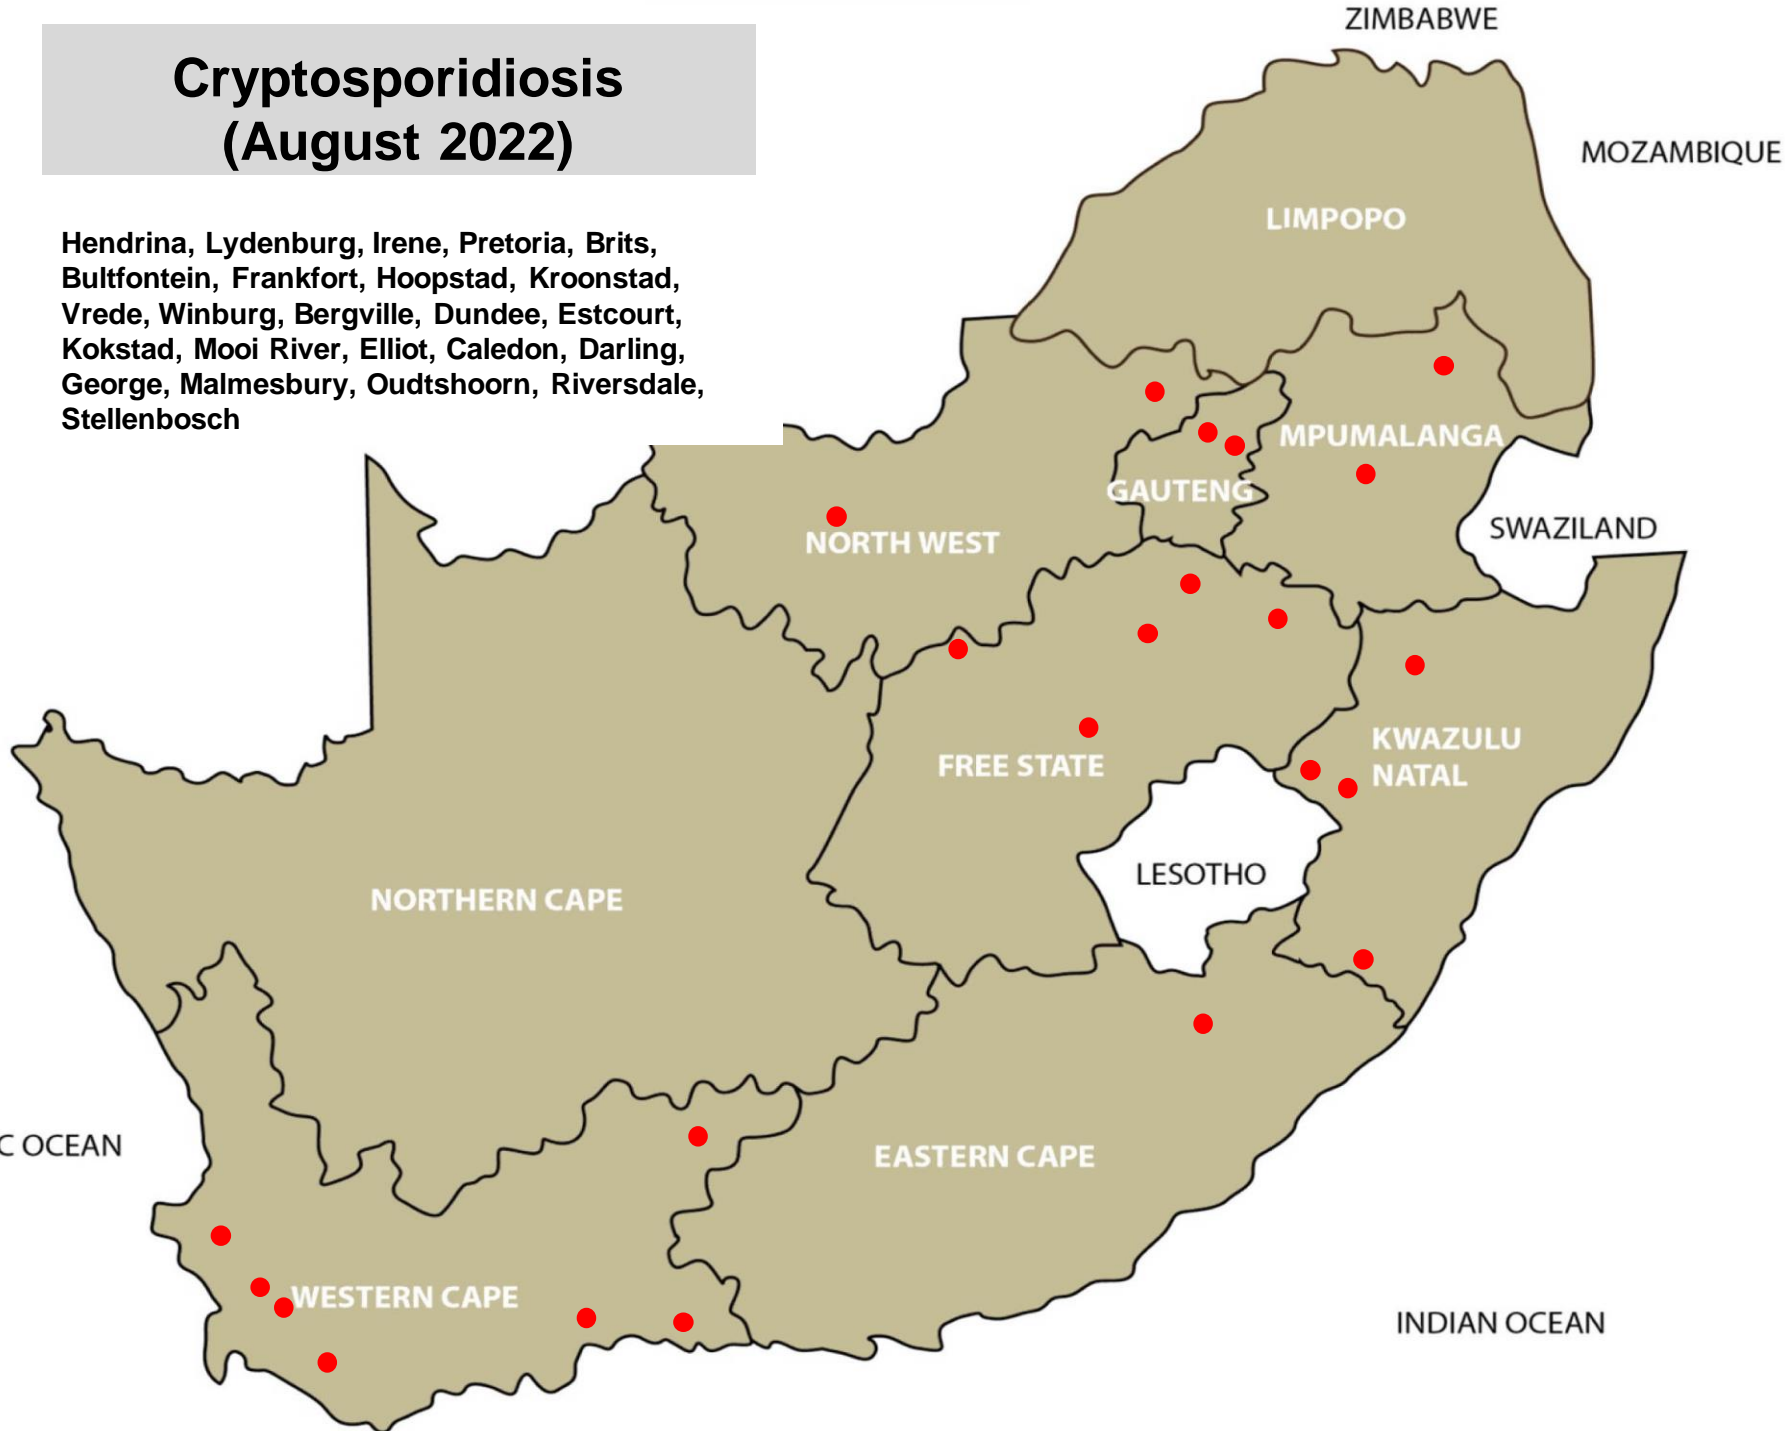 ZIMBABWE
Cryptosporidiosis
(August 2022)
MOZAMBIQUE
Hendrina, Lydenburg, Irene, Pretoria, Brits,
Bultfontein, Frankfort, Hoopstad, Kroonstad,
Vrede, Winburg, Bergville, Dundee, Estcourt,
Kokstad, Mooi River, Elliot, Caledon, Darling,
George, Malmesbury, Oudtshoorn, Riversdale,
Stellenbosch
LIMPOPO
MPUMALANGA
GAUTENG
SWAZILAND
NORTH WEST
KWAZULU
NATAL
FREE STATE
LESOTHO
NORTHERN CAPE
C OCEAN
EASTERN CAPE
WESTERN CAPE
INDIAN OCEAN